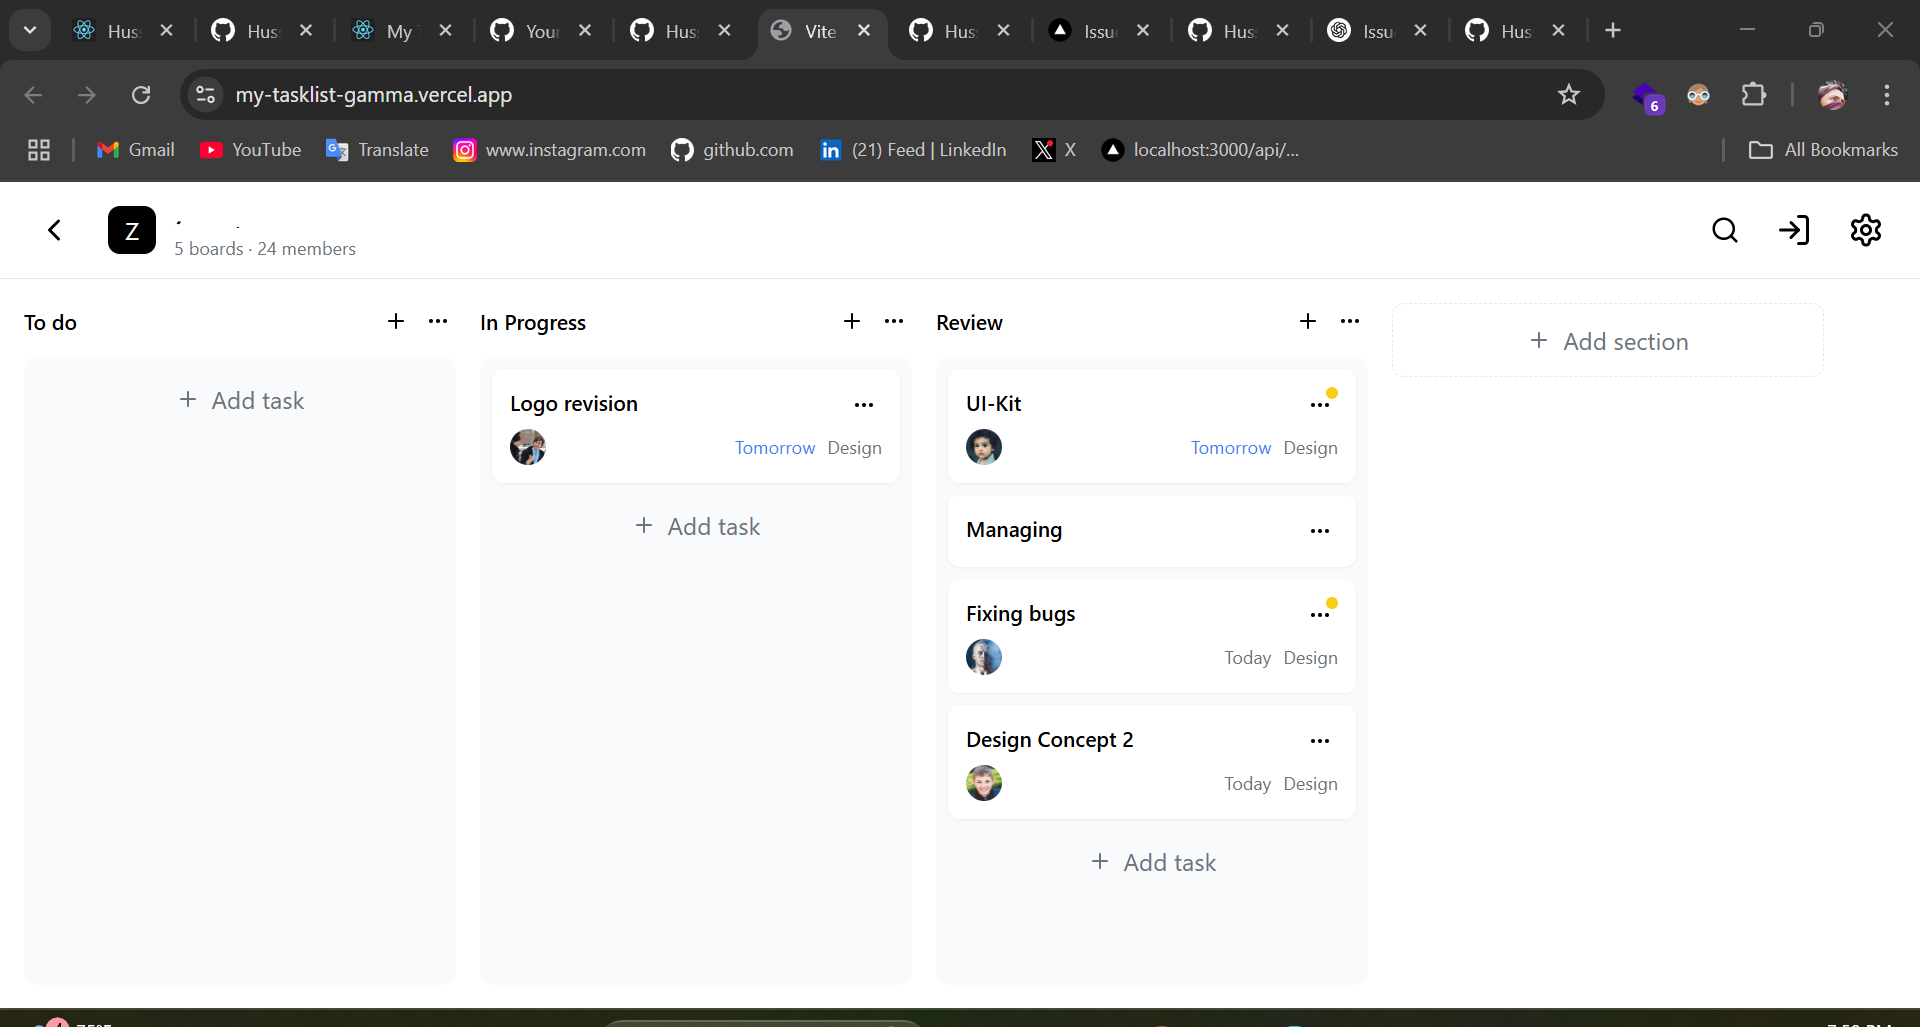 Hus
Hus
My
You
Hus
Vite
Hus
Issu
Hus
Issu
Hus
my-tasklist-gamma.vercel.app
6
Gmail
YouTube
Translate
www.instagram.com
github.com
(21) Feed | LinkedIn
X
localhost:3000/api/...
All Bookmarks
Z
5 boards · 24 members
To do
In Progress
Review
Add section
Add task
Logo revision
Tomorrow Design
Add task
UI-Kit
Tomorrow Design
Managing
Fixing bugs
Today Design
Design Concept 2
Today Design
Add task